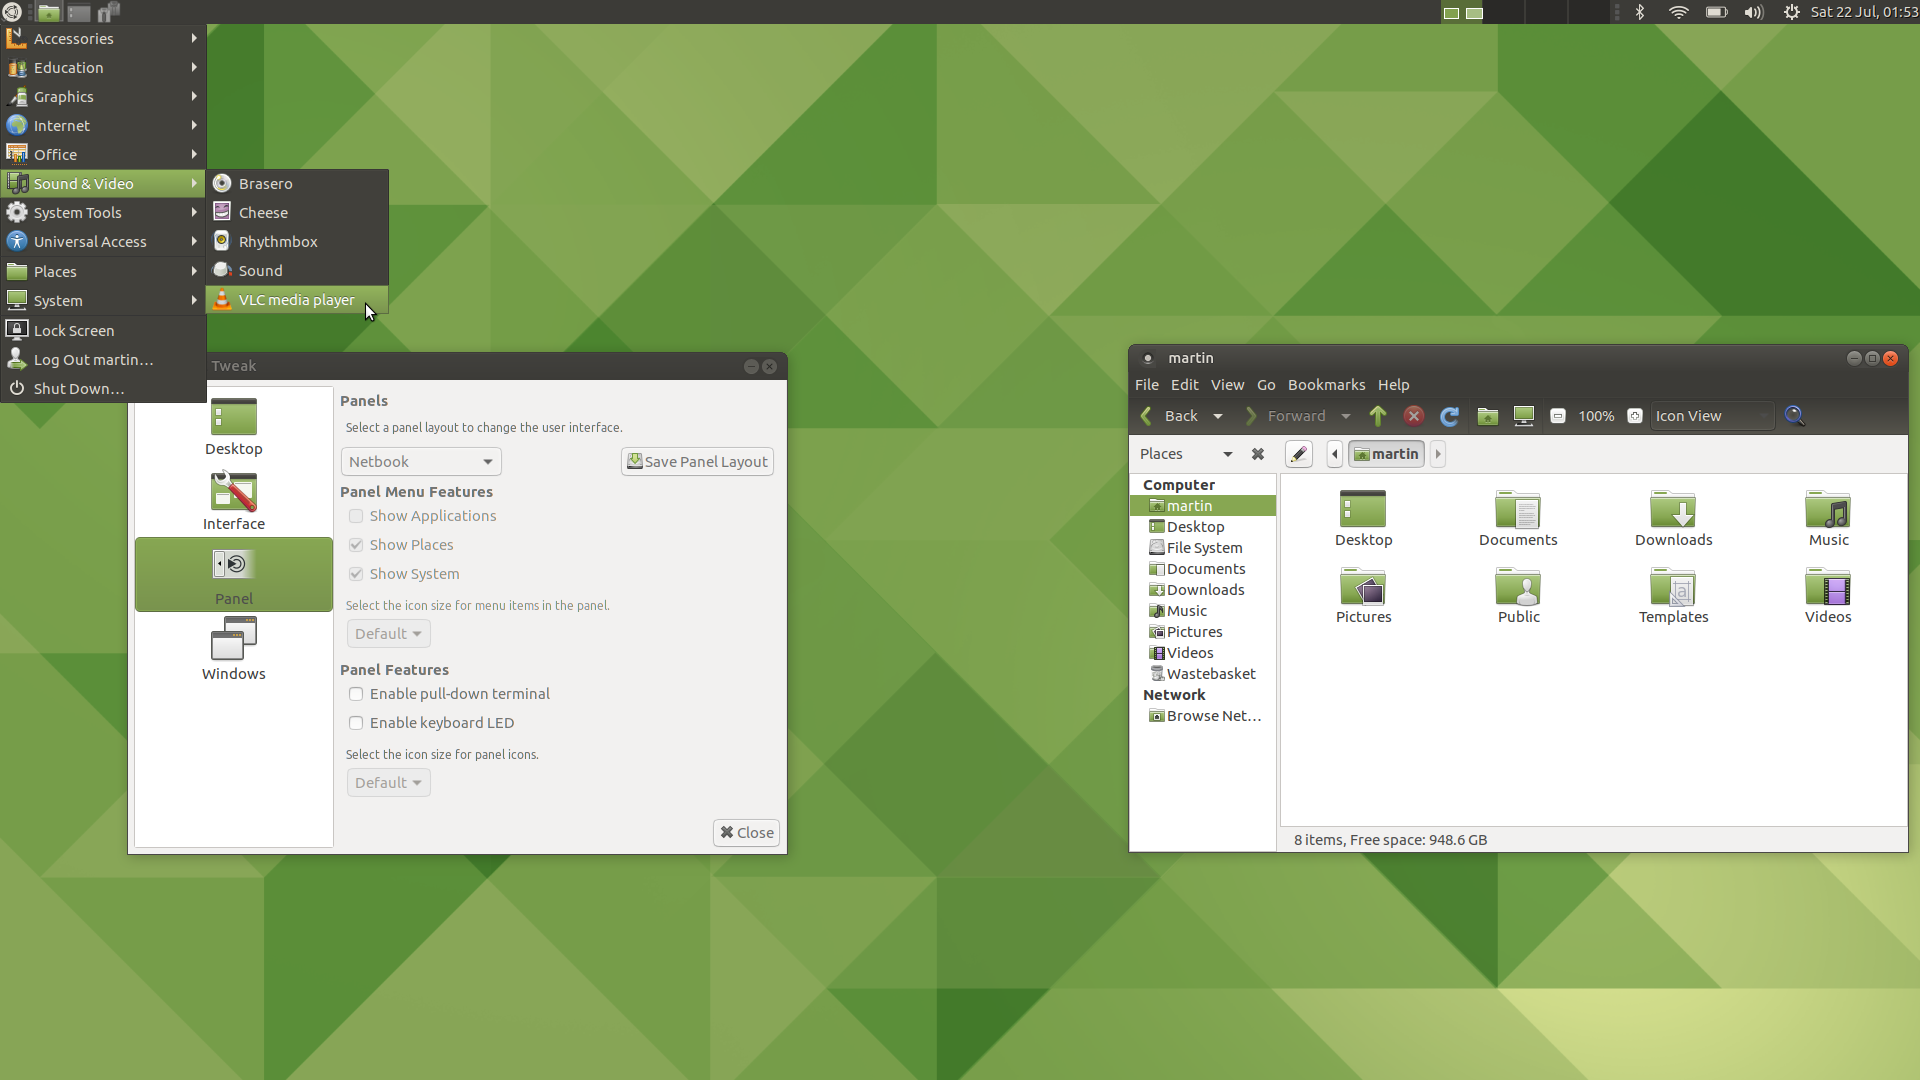 Sat 22 Jul, 01:53
Accessories
Education
Graphics
Internet
Office
Sound & Video
System Tools
Universal Access
Places
System
Lock Screen
Log Out martin...
Shut Down...
Brasero
Cheese
Rhythmbox
Sound
VLC media player
Tweak
Desktop
Interface
Panel
Windows
Panels
Select a panel layout to change the user interface.
Netbook
Save Panel Layout
Panel Menu Features
Show Applications
Show Places
Show System
Select the icon size for menu items in the panel.
Default
Panel Features
Enable pull-down terminal
Enable keyboard LED
Select the icon size for panel icons.
Default
Close
martin
File Edit View Go Bookmarks Help
Back Forward 100% Icon View
Places martin
Computer
martin
Desktop
File System
Documents
Downloads
Music
Pictures
Videos
Wastebasket
Network
Browse Net...
Desktop Documents Downloads Music
Pictures Public Templates Videos
8 items, Free space: 948.6 GB